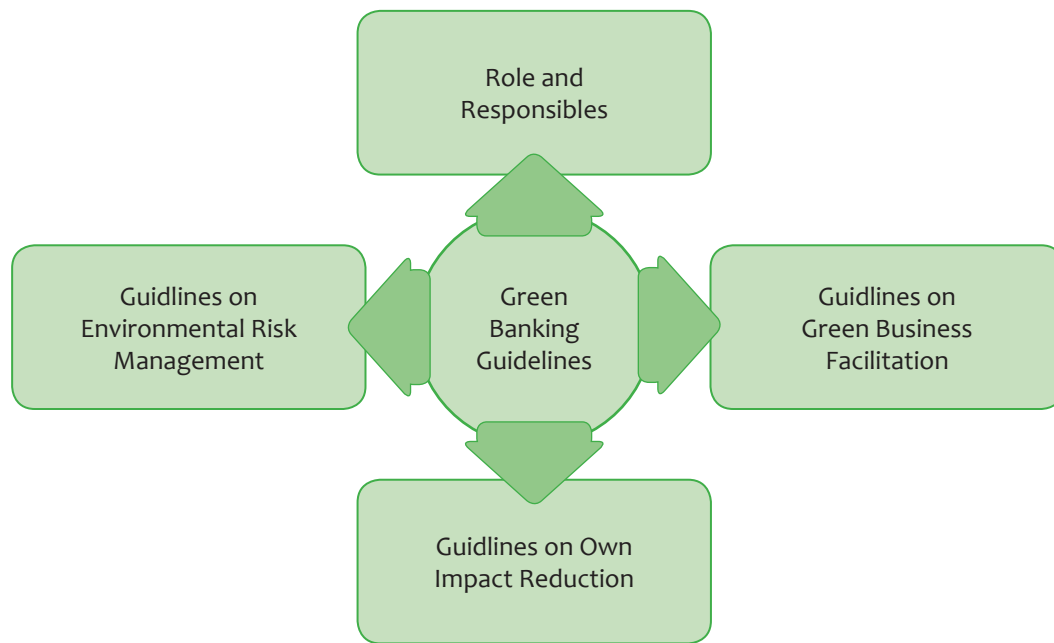 Role and
Responsibles
Guidlines on
Environmental Risk
Management
Green
Banking
Guidelines
Guidlines on
Green Business
Facilitation
Guidlines on Own
Impact Reduction